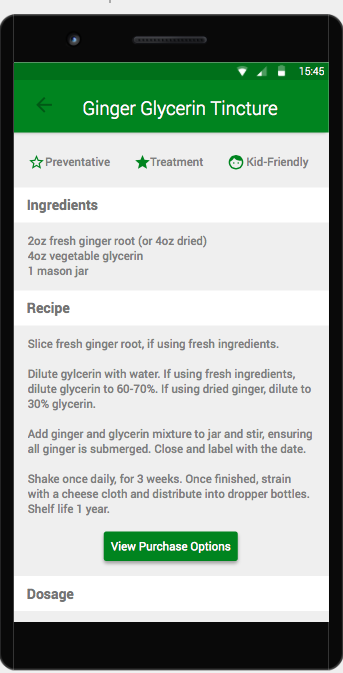 15:45
Ginger Glycerin Tincture
Preventative Treatment Kid-Friendly
Ingredients
2oz fresh ginger root (or 4oz dried)
4oz vegetable glycerin
1 mason jar
Recipe
Slice fresh ginger root, if using fresh ingredients.
Dilute gylcerin with water. If using fresh ingredients,
dilute glycerin to 60-70%. If using dried ginger, dilute to
30% glycerin.
Add ginger and glycerin mixture to jar and stir, ensuring
all ginger is submerged. Close and label with the date.
Shake once daily, for 3 weeks. Once finished, strain
with a cheese cloth and distribute into dropper bottles.
Shelf life 1 year.
View Purchase Options
Dosage